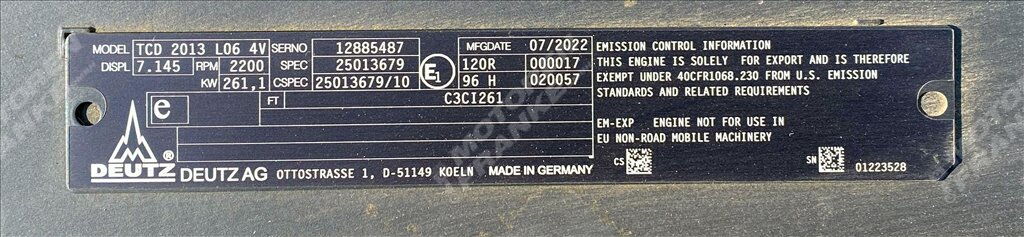 MODEL TCD 2013 L06 4V SERNO 12885487 MFGDATE 07/2022
DISPL 7.145 RPM 2200 SPEC 25013679 E1 120R 000017
KW 261,1 CSPEC 25013679/10 96 H 020057
e FT C3CI261
DEUTZ ®
DEUTZ AG OTTOSTRASSE 1, D-51149 KOELN MADE IN GERMANY
EMISSION CONTROL INFORMATION
THIS ENGINE IS SOLELY FOR EXPORT AND IS THEREFORE
EXEMPT UNDER 40CFR1068.230 FROM U.S. EMISSION
STANDARDS AND RELATED REQUIREMENTS
EM-EXP ENGINE NOT FOR USE IN
EU NON-ROAD MOBILE MACHINERY
CS SN 01223528